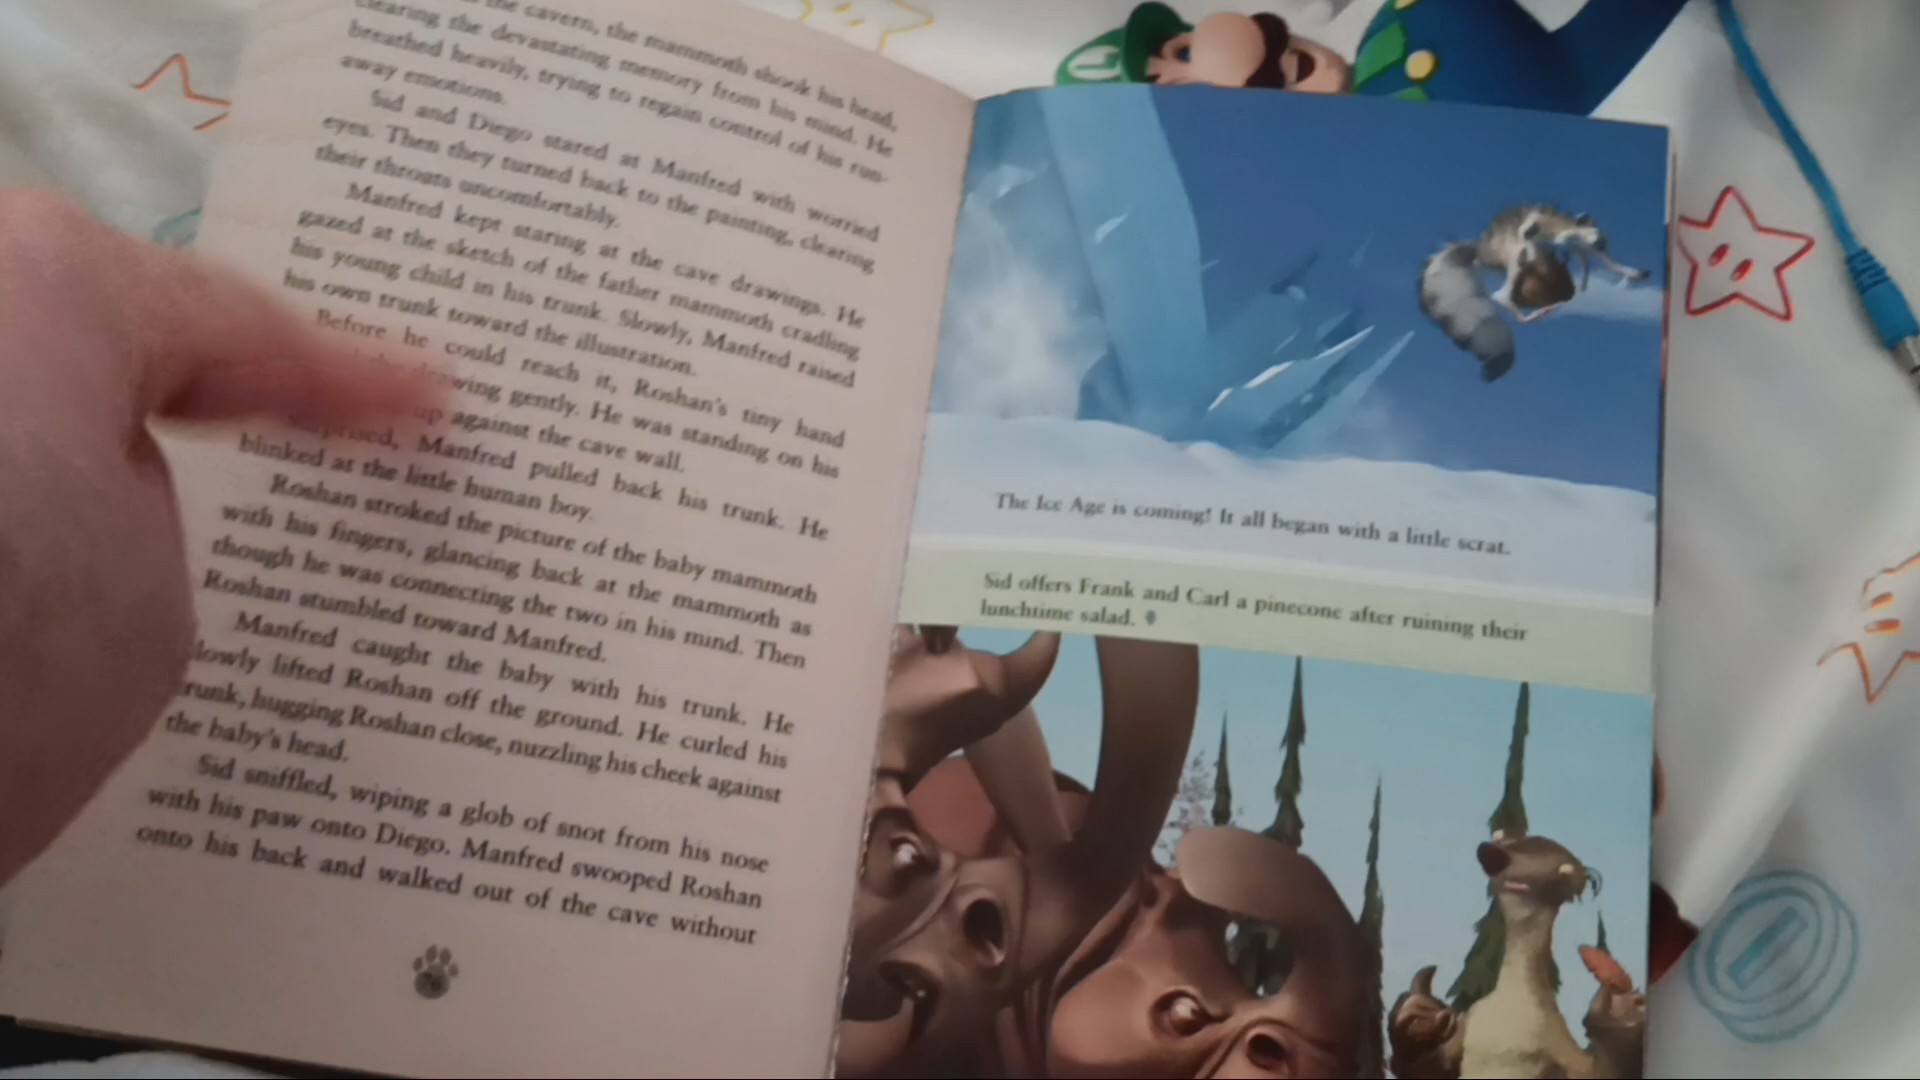 the cavern, the mammoth shook his head,
clearing the devastating memory from his mind. He
breathed heavily, trying to regain control of his run-
away emotions.
Sid and Diego stared at Manfred with worried
eyes. Then they turned back to the painting, clearing
their throats uncomfortably.
Manfred kept staring at the cave drawings. He
gazed at the sketch of the father mammoth cradling
his young child in his trunk. Slowly, Manfred raised
his own trunk toward the illustration.
Before he could reach it, Roshan's tiny hand
drawing gently. He was standing on his
up against the cave wall.
Surprised, Manfred pulled back his trunk. He
blinked at the little human boy.
Roshan stroked the picture of the baby mammoth
with his fingers, glancing back at the mammoth as
though he was connecting the two in his mind. Then
Roshan stumbled toward Manfred.
Manfred caught the baby with his trunk. He
slowly lifted Roshan off the ground. He curled his
trunk, hugging Roshan close, nuzzling his cheek against
the baby's head.
Sid sniffled, wiping a glob of snot from his nose
with his paw onto Diego. Manfred swooped Roshan
onto his back and walked out of the cave without
L
The Ice Age is coming! It all began with a little scrat.
Sid offers Frank and Carl a pinecone after ruining their
lunchtime salad.